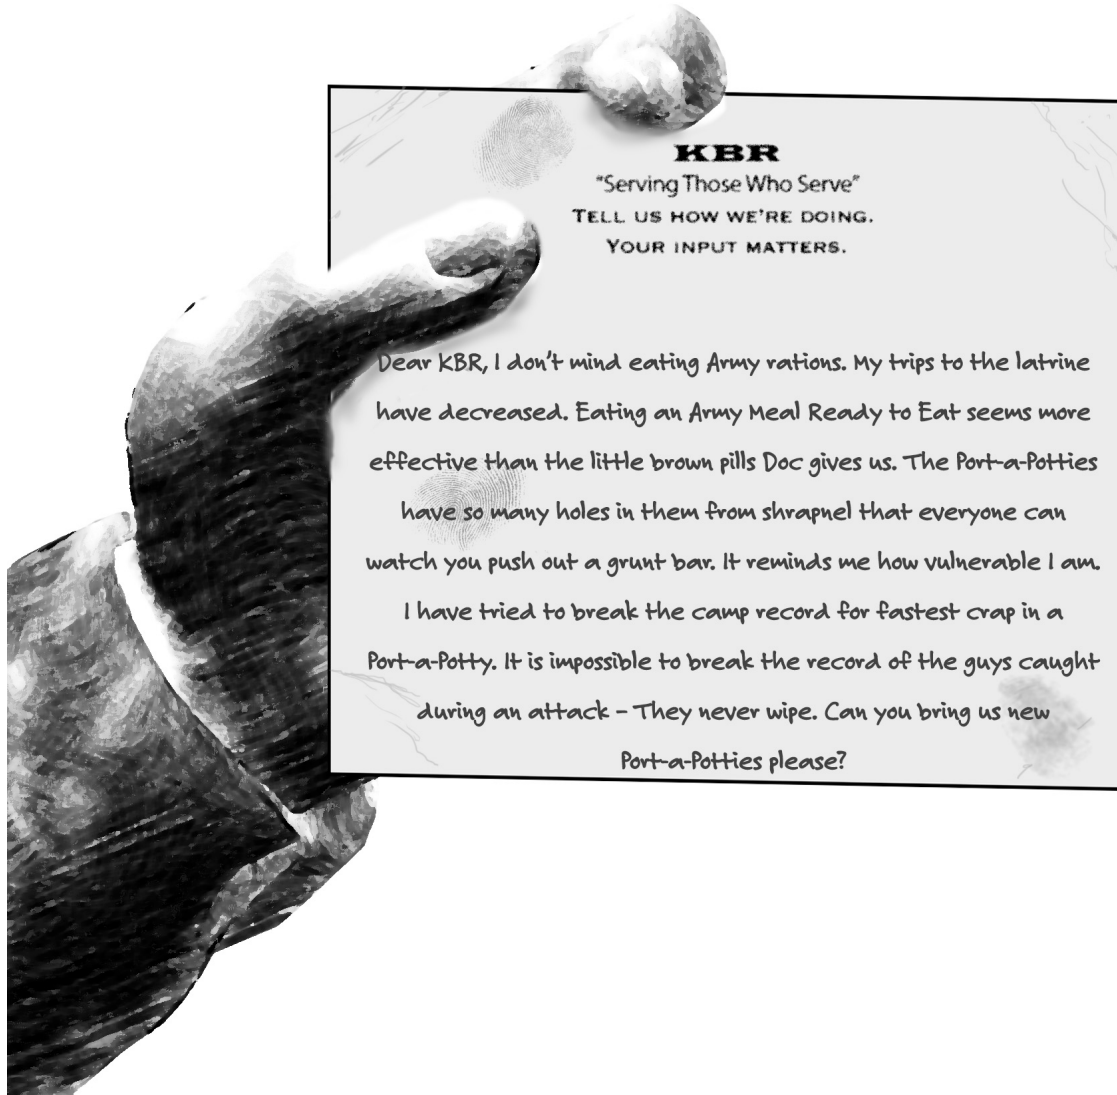 KBR
"Serving Those Who Serve"
TELL US HOW WE'RE DOING.
YOUR INPUT MATTERS.
Dear KBR, I don't mind eating Army rations. My trips to the latrine
have decreased. Eating an Army Meal Ready to Eat seems more
effective than the little brown pills Doc gives us. The Port-a-Potties
have so many holes in them from shrapnel that everyone can
watch you push out a grunt bar. It reminds me how vulnerable I am.
I have tried to break the camp record for fastest crap in a
Port-a-Potty. It is impossible to break the record of the guys caught
during an attack – They never wipe. Can you bring us new
Port-a-Potties please?